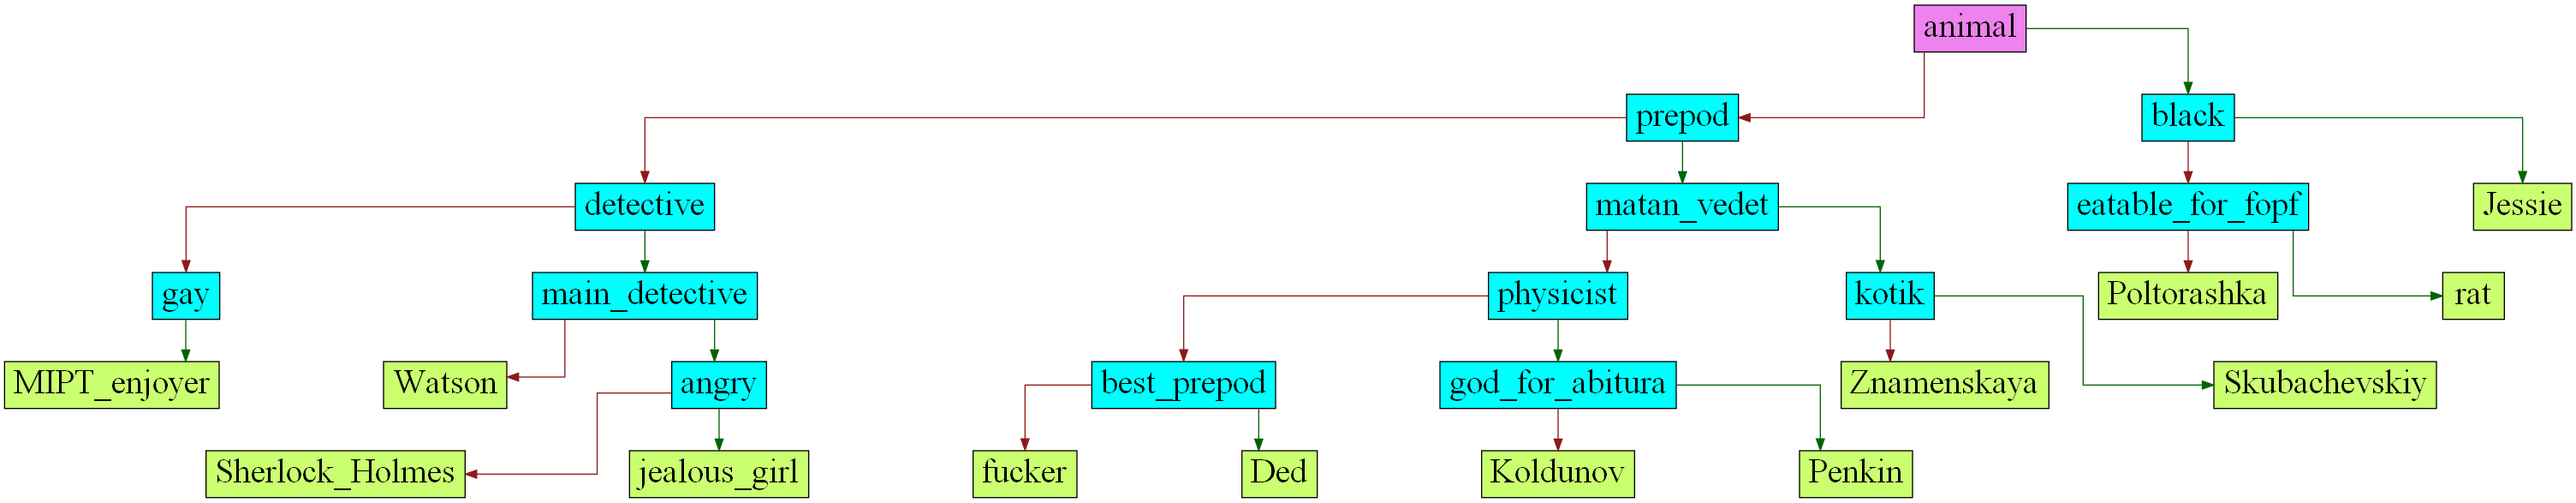 animal
prepod
black
detective
matan_vedet
eatable_for_fopf
Jessie
gay
main_detective
physicist
kotik
Poltorashka
rat
MIPT_enjoyer
Watson
angry
best_prepod
god_for_abitura
Znamenskaya
Skubachevskiy
Sherlock_Holmes
jealous_girl
fucker
Ded
Koldunov
Penkin